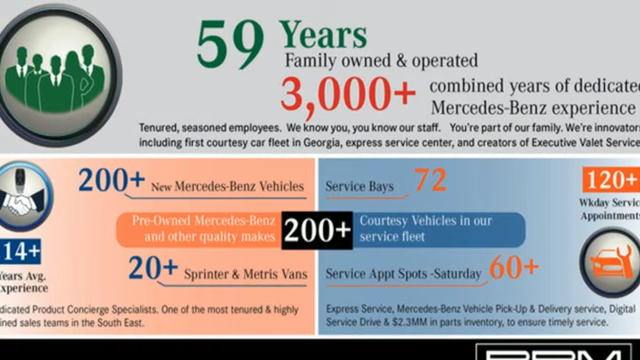 59 Years
Family owned & operated
3,000+ combined years of dedicated
Mercedes-Benz experience
Tenured, seasoned employees. We know you, you know our staff. You're part of our family. We're innovators
including first courtesy car fleet in Georgia, express service center, and creators of Executive Valet Service
200+ New Mercedes-Benz Vehicles
Pre-Owned Mercedes-Benz
and other quality makes
200+
20+ Sprinter & Metris Vans
14+
Years Avg.
Experience
dicated Product Concierge Specialists. One of the most tenured & highly
ined sales teams in the South East.
Service Bays 72
Courtesy Vehicles in our
service fleet
Service Appt Spots -Saturday 60+
120+
Wkday Servic
Appointments
Express Service, Mercedes-Benz Vehicle Pick-Up & Delivery service, Digital
Service Drive & $2.3MM in parts inventory, to ensure timely service.